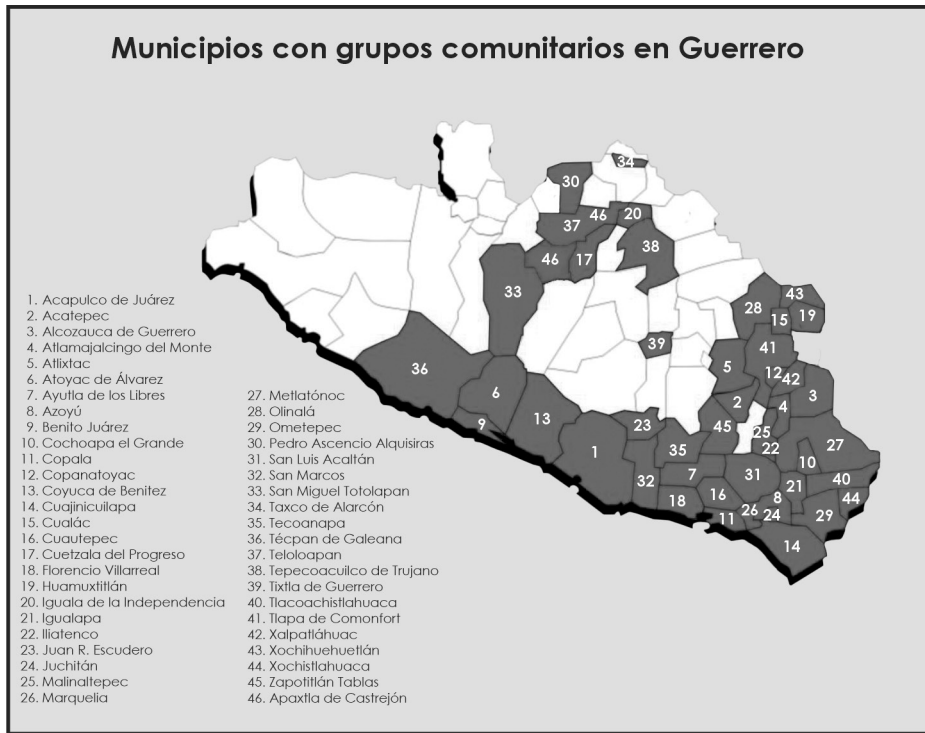 Municipios con grupos comunitarios en Guerrero
34
30
46
20
37
38
46
17
33
43
28
15
19
39
41
36
5
12
42
6
3
2
4
9
13
23
45
25
27
1
35
22
10
7
31
40
32
21
18
16
8
44
26
24
29
11
14
1. Acapulco de Juárez
2. Acatepec
3. Alcozauca de Guerrero
4. Atlamajalcingo del Monte
5. Atlixtac
6. Atoyac de Álvarez
7. Ayutla de los Libres
8. Azoyú
9. Benito Juárez
10. Cochoapa el Grande
11. Copala
12. Copanatoyac
13. Coyuca de Benitez
14. Cuajinicuilapa
15. Cualác
16. Cuautepec
17. Cuetzala del Progreso
18. Florencio Villarreal
19. Huamuxtitlán
20. Iguala de la Independencia
21. Igualapa
22. Iliatenco
23. Juan R. Escudero
24. Juchitán
25. Malinaltepec
26. Marquelia
27. Metlatónoc
28. Olinalá
29. Ometepec
30. Pedro Ascencio Alquisiras
31. San Luis Acaltán
32. San Marcos
33. San Miguel Totolapan
34. Taxco de Alarcón
35. Tecoanapa
36. Técpan de Galeana
37. Teloloapan
38. Tepecoacuilco de Trujano
39. Tixtla de Guerrero
40. Tlacoachistlahuaca
41. Tlapa de Comonfort
42. Xalpatláhuac
43. Xochihuehuetlán
44. Xochistlahuaca
45. Zapotitlán Tablas
46. Apaxtla de Castrejón